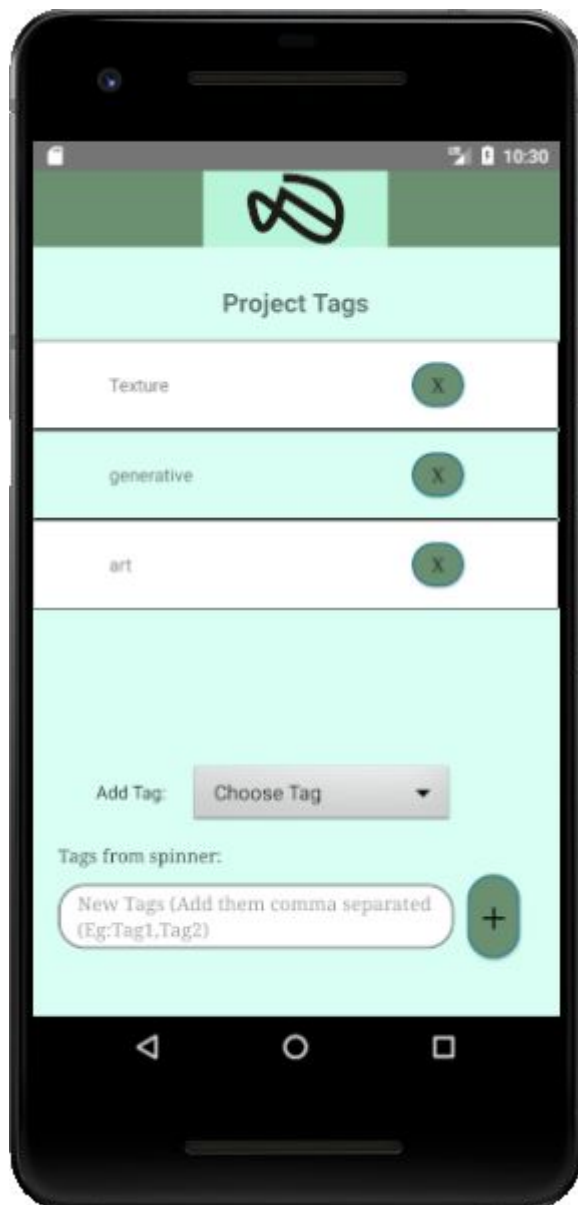 10:30
Project Tags
Texture X
generative X
art X
Add Tag: Choose Tag
Tags from spinner:
New Tags (Add them comma separated
(Eg:Tag1,Tag2)
+